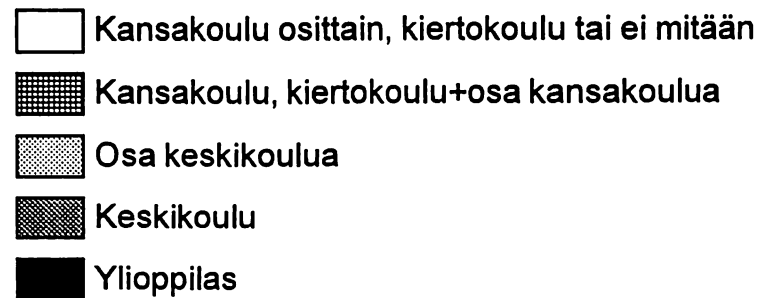 Kansakoulu osittain, kiertokoulu tai ei mitään
Kansakoulu, kiertokoulu+osa kansakoulua
Osa keskikoulua
Keskikoulu
Ylioppilas